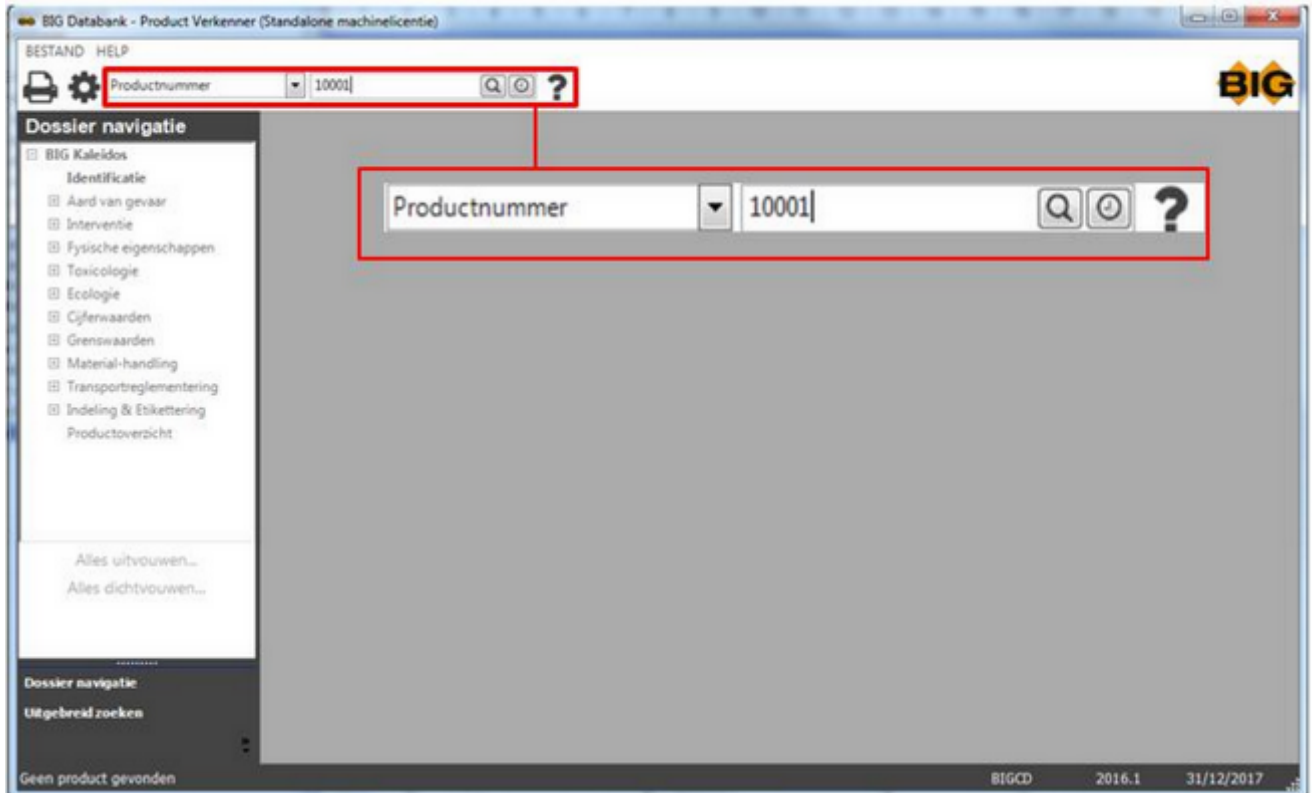 BIG Databank - Product Verkenner (Standalone machinelicentie)
BESTAND HELP
Productnummer 10001 ?
BIG
Dossier navigatie
BIG Kaleidos
Identificatie
Aard van gevaar
Interventie
Fysische eigenschappen
Toxicologie
Ecologie
Cijferwaarden
Grenswaarden
Material-handling
Transportreglementering
Indeling & Etikettering
Productoverzicht
Productnummer 10001 ?
Alles uitvouwen...
Alles dichtvouwen...
Dossier navigatie
Uitgebreid zoeken
Geen product gevonden BIGCD 2016.1 31/12/2017